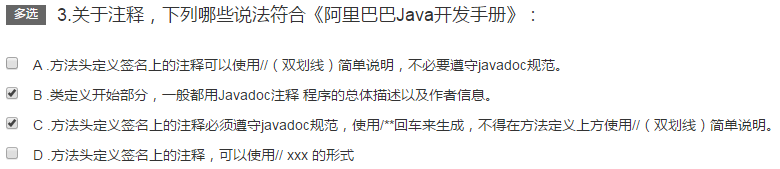 多选 3.关于注释，下列哪些说法符合《阿里巴巴Java开发手册》：
A .方法头定义签名上的注释可以使用//（双划线）简单说明，不必要遵守javadoc规范。
B .类定义开始部分，一般都用Javadoc注释 程序的总体描述以及作者信息。
C .方法头定义签名上的注释必须遵守javadoc规范，使用/**回车来生成，不得在方法定义上方使用//（双划线）简单说明。
D .方法头定义签名上的注释，可以使用// xxx 的形式